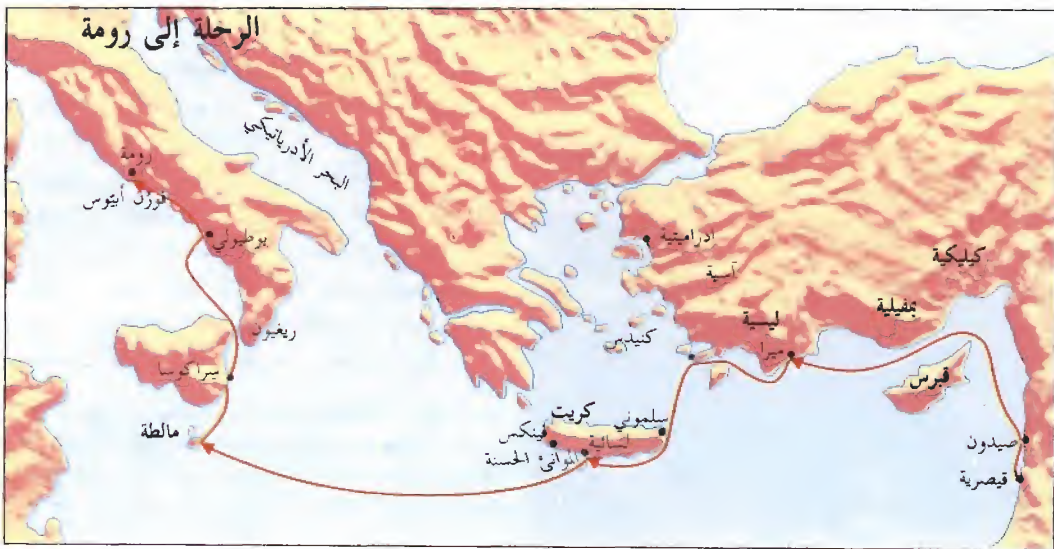 الرحلة إلى رومة
البحر الأدرياتيكي
رومة
فورن أبيوس
بوطيولي
ريغيون
سيراكوسا
مالطة
ادراميتية
آسية
كيليكية
بمفيلية
ليسية
ميرا
كنيدس
قبرس
كريت
سلموني
فينكس
لسائية
الموانئ الحسنة
صيدون
قيصرية